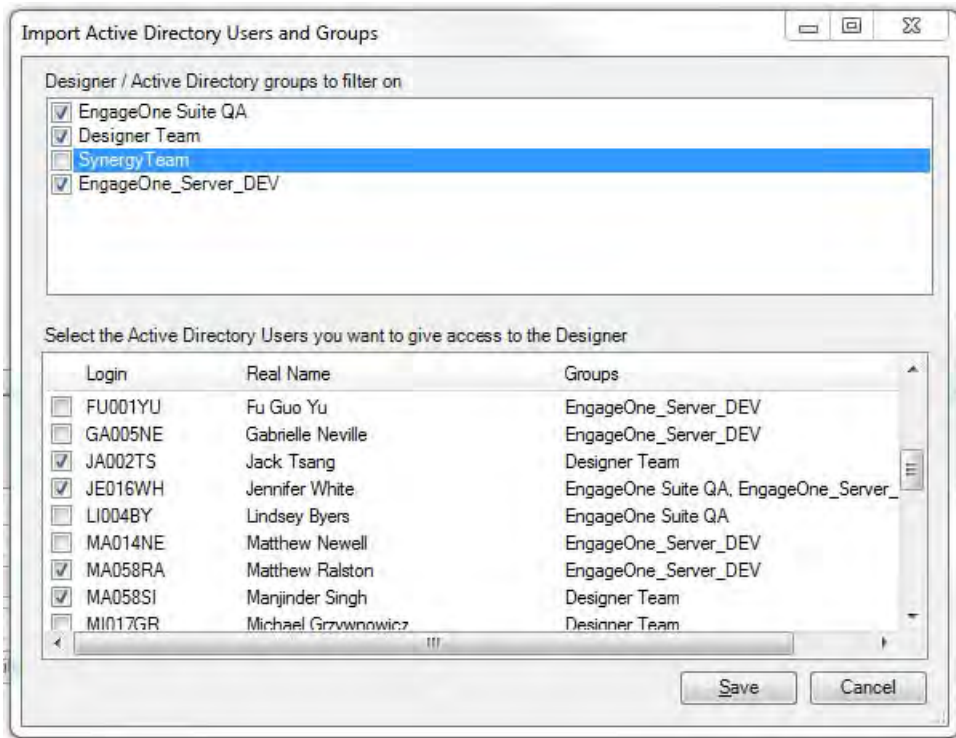 Import Active Directory Users and Groups
Designer / Active Directory groups to filter on
EngageOne Suite QA
Designer Team
SynergyTeam
EngageOne_Server_DEV
Select the Active Directory Users you want to give access to the Designer
Login Real Name Groups
FU001YU Fu Guo Yu EngageOne_Server_DEV
GA005NE Gabrielle Neville EngageOne_Server_DEV
JA002TS Jack Tsang Designer Team
JE016WH Jennifer White EngageOne Suite QA, EngageOne_Server_
LI004BY Lindsey Byers EngageOne Suite QA
MA014NE Matthew Newell EngageOne_Server_DEV
MA058RA Matthew Ralston EngageOne_Server_DEV
MA058SI Manjinder Singh Designer Team
MI017GR Michael Grzywnowicz Designer Team
Save Cancel